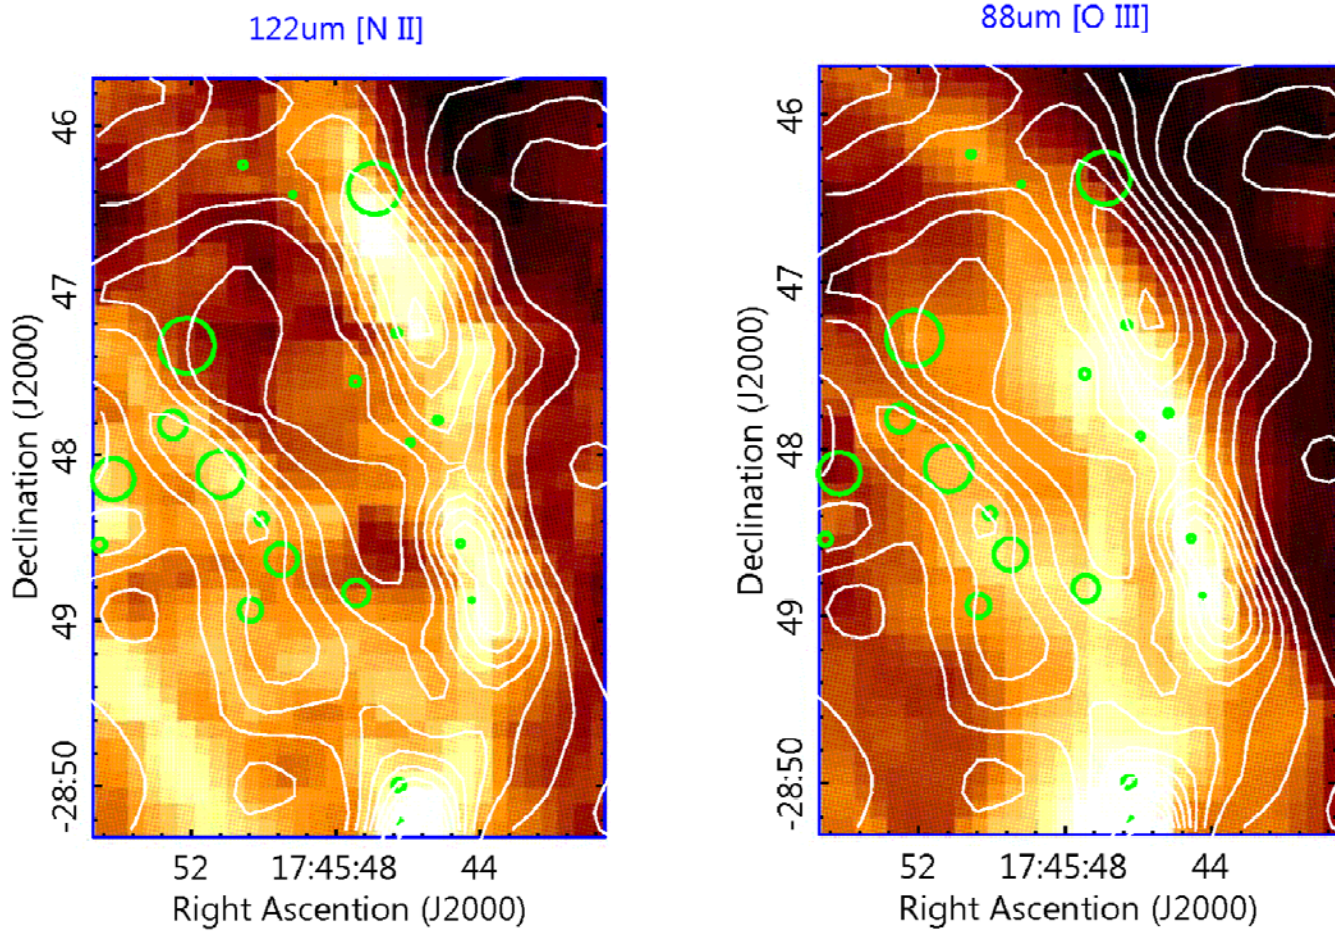 122um [N II]
88um [O III]
46
47
48
49
-28:50
Declination (J2000)
52 17:45:48 44
Right Ascention (J2000)
46
47
48
49
-28:50
Declination (J2000)
52 17:45:48 44
Right Ascention (J2000)